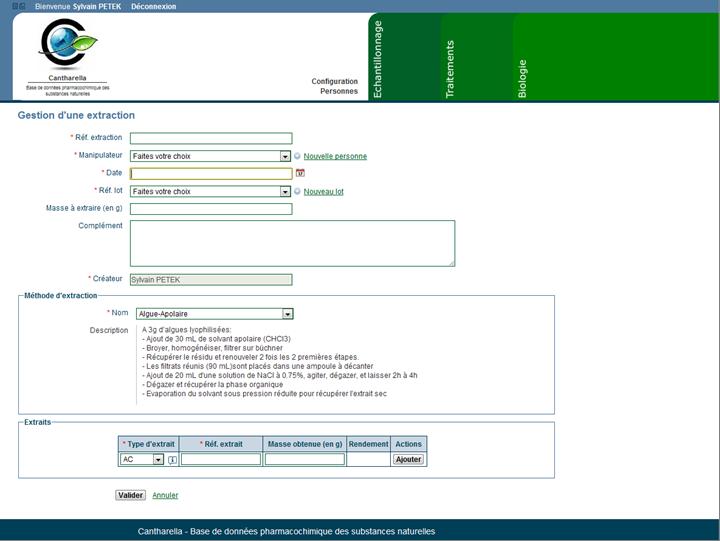 Bienvenue Sylvain PETEK Déconnexion
Cantharella
Base de données pharmacochimique des
substances naturelles
Configuration
Personnes
Echantillonnage
Traitements
Biologie
Gestion d'une extraction
* Réf. extraction
* Manipulateur Faites votre choix Nouvelle personne
* Date
* Réf. lot Faites votre choix Nouveau lot
Masse à extraire (en g)
Complément
* Créateur Sylvain PETEK
Méthode d'extraction
* Nom Algue-Apolaire
Description A 3g d'algues lyophilisées:
- Ajout de 30 mL de solvant apolaire (CHCl3)
- Broyer, homogénéiser, filtrer sur büchner
- Récupérer le résidu et renouveler 2 fois les 2 premières étapes.
- Les filtrats réunis (90 mL)sont placés dans une ampoule à décanter
- Ajout de 20 mL d'une solution de NaCl à 0.75%, agiter, dégazer, et laisser 2h à 4h
- Dégazer et récupérer la phase organique
- Evaporation du solvant sous pression réduite pour récupérer l'extrait sec
Extraits
* Type d'extrait * Réf. extrait Masse obtenue (en g) Rendement Actions
AC Ajouter
Valider Annuler
Cantharella - Base de données pharmacochimique des substances naturelles